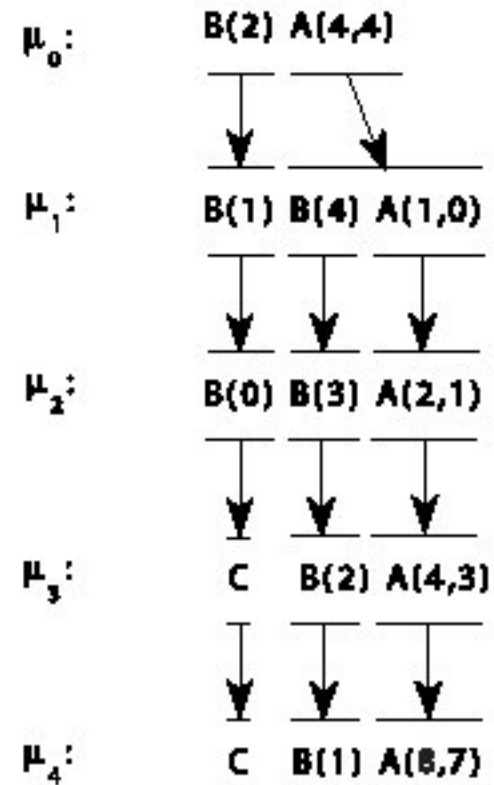 μ₀: B(2) A(4,4)
μ₁: B(1) B(4) A(1,0)
μ₂: B(0) B(3) A(2,1)
μ₃: C B(2) A(4,3)
μ₄: C B(1) A(8,7)